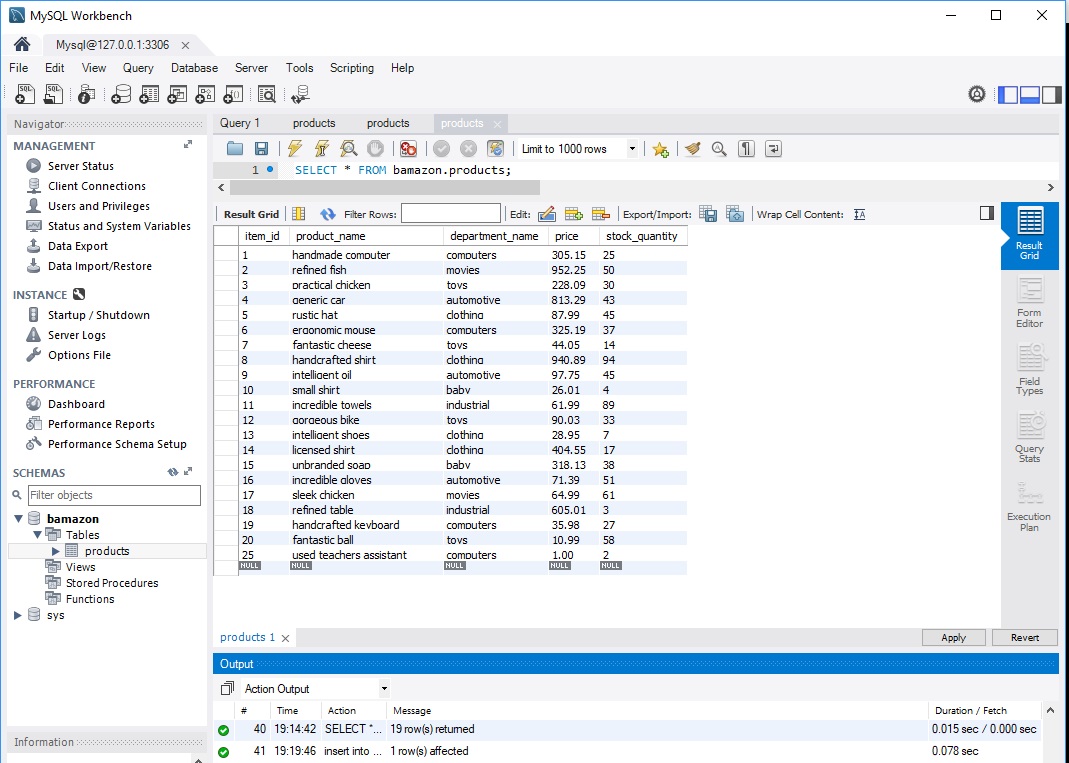 MySQL Workbench
Mysql@127.0.0.1:3306
File Edit View Query Database Server Tools Scripting Help
Navigator
MANAGEMENT
Server Status
Client Connections
Users and Privileges
Status and System Variables
Data Export
Data Import/Restore
INSTANCE
Startup / Shutdown
Server Logs
Options File
PERFORMANCE
Dashboard
Performance Reports
Performance Schema Setup
SCHEMAS
Filter objects
bamazon
Tables
products
Views
Stored Procedures
Functions
sys
Information
Query 1 products products products
Limit to 1000 rows
1 SELECT * FROM bamazon.products;
Result Grid Filter Rows: Edit: Export/Import: Wrap Cell Content:
item_id product_name department_name price stock_quantity
1 handmade computer computers 305.15 25
2 refined fish movies 952.25 50
3 practical chicken toys 228.09 30
4 generic car automotive 813.29 43
5 rustic hat clothing 87.99 45
6 ergonomic mouse computers 325.19 37
7 fantastic cheese toys 44.05 14
8 handcrafted shirt clothing 940.89 94
9 intelligent oil automotive 97.75 45
10 small shirt baby 26.01 4
11 incredible towels industrial 61.99 89
12 gorgeous bike toys 90.03 33
13 intelligent shoes clothing 28.95 7
14 licensed shirt clothing 404.55 17
15 unbranded soap baby 318.13 38
16 incredible gloves automotive 71.39 51
17 sleek chicken movies 64.99 61
18 refined table industrial 605.01 3
19 handcrafted keyboard computers 35.98 27
20 fantastic ball toys 10.99 58
25 used teachers assistant computers 1.00 2
NULL NULL NULL NULL NULL
Result Grid
Form Editor
Field Types
Query Stats
Execution Plan
products 1
Apply Revert
Output
Action Output
# Time Action Message Duration / Fetch
40 19:14:42 SELECT *... 19 row(s) returned 0.015 sec / 0.000 sec
41 19:19:46 insert into ... 1 row(s) affected 0.078 sec